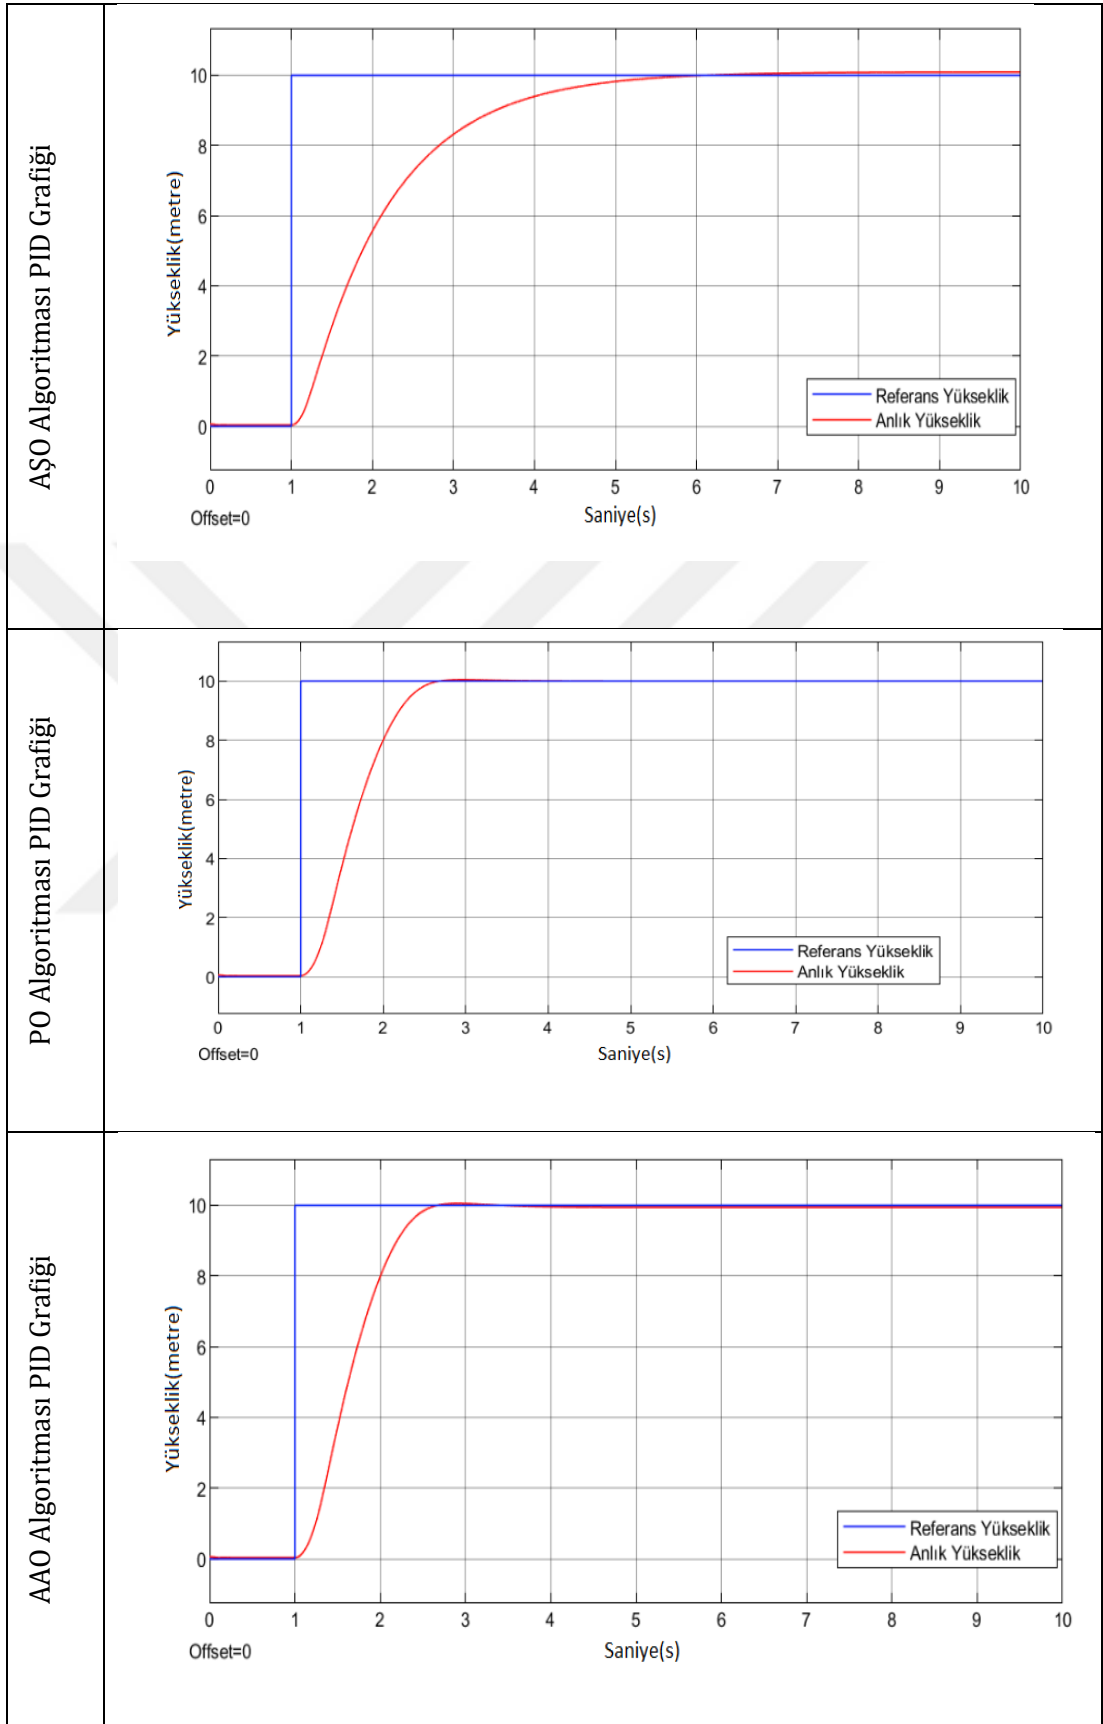 AŞO Algoritması PID Grafiği
Yükseklik(metre)
10
8
6
4
2
0
Referans Yükseklik
Anlık Yükseklik
0 1 2 3 4 5 6 7 8 9 10
Offset=0
Saniye(s)
PO Algoritması PID Grafiği
Yükseklik(metre)
10
8
6
4
2
0
Referans Yükseklik
Anlık Yükseklik
0 1 2 3 4 5 6 7 8 9 10
Offset=0
Saniye(s)
AAO Algoritması PID Grafiği
Yükseklik(metre)
10
8
6
4
2
0
Referans Yükseklik
Anlık Yükseklik
0 1 2 3 4 5 6 7 8 9 10
Offset=0
Saniye(s)